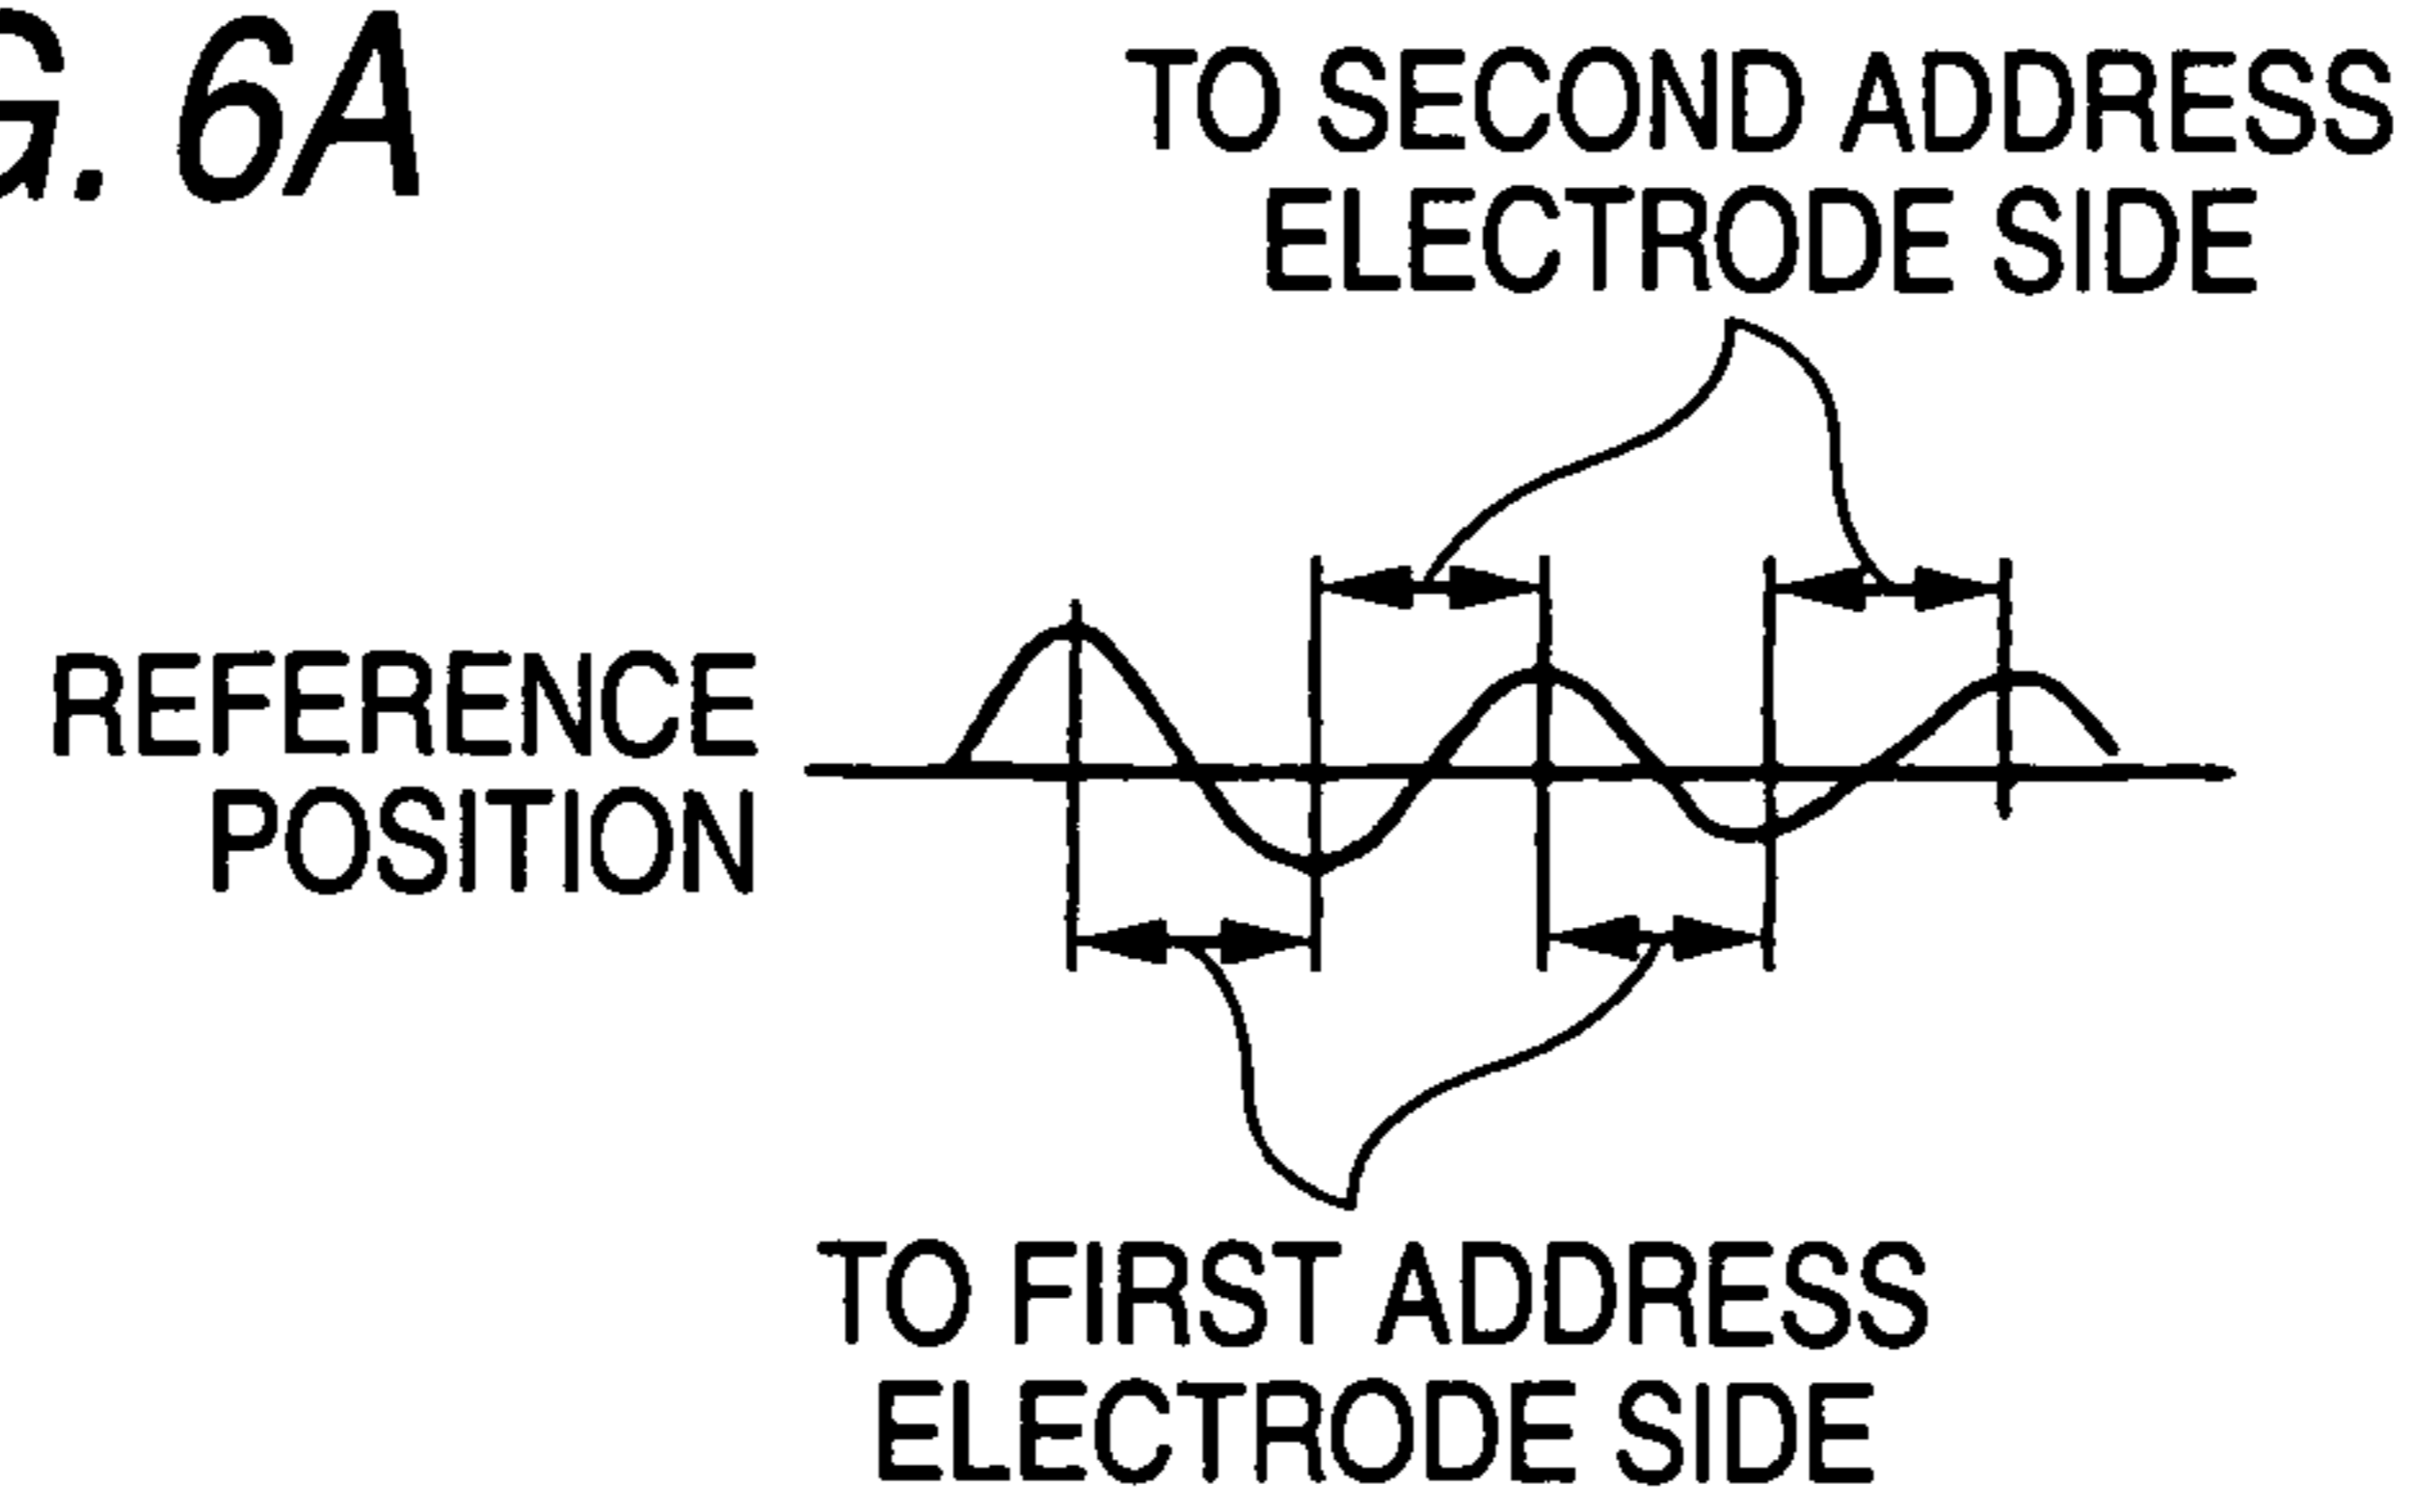 G. 6A
TO SECOND ADDRESS
ELECTRODE SIDE
REFERENCE
POSITION
TO FIRST ADDRESS
ELECTRODE SIDE